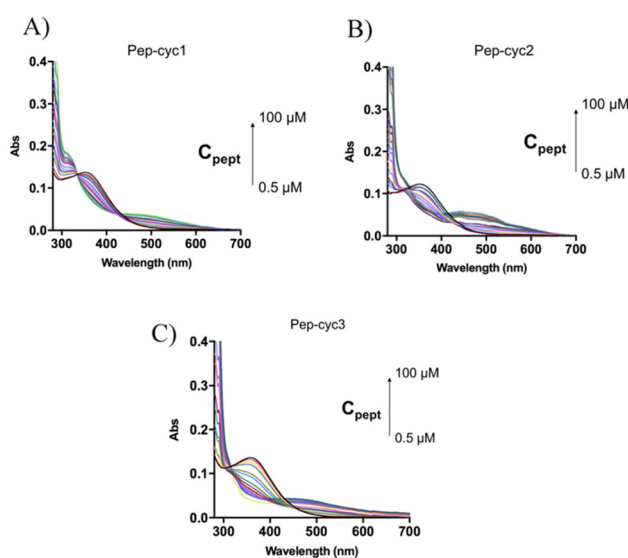 A)
Pep-cyc1
0.4
0.3
0.2
0.1
0.0
Abs
300 400 500 600 700
Wavelength (nm)
100 µM
Cpept
0.5 µM
B)
Pep-cyc2
0.4
0.3
0.2
0.1
0.0
Abs
300 400 500 600 700
Wavelength (nm)
100 µM
Cpept
0.5 µM
C)
Pep-cyc3
0.4
0.3
0.2
0.1
0.0
Abs
300 400 500 600 700
Wavelength (nm)
100 µM
Cpept
0.5 µM